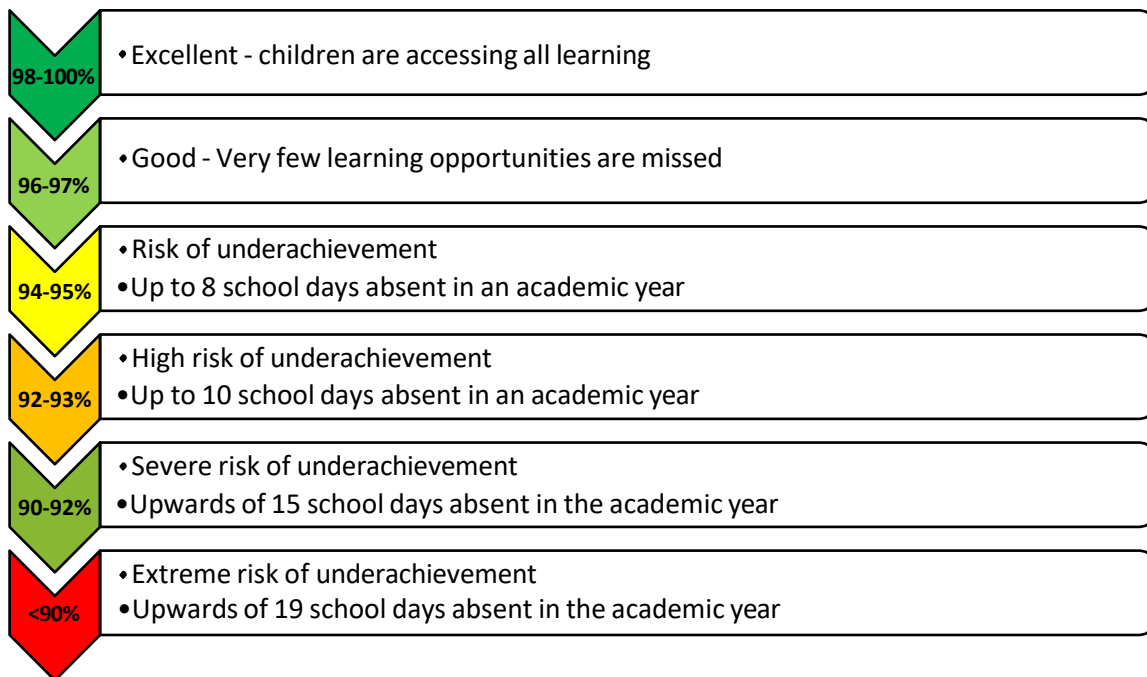 98-100%
• Excellent - children are accessing all learning
96-97%
• Good - Very few learning opportunities are missed
94-95%
• Risk of underachievement
• Up to 8 school days absent in an academic year
92-93%
• High risk of underachievement
• Up to 10 school days absent in an academic year
90-92%
• Severe risk of underachievement
• Upwards of 15 school days absent in the academic year
<90%
• Extreme risk of underachievement
• Upwards of 19 school days absent in the academic year